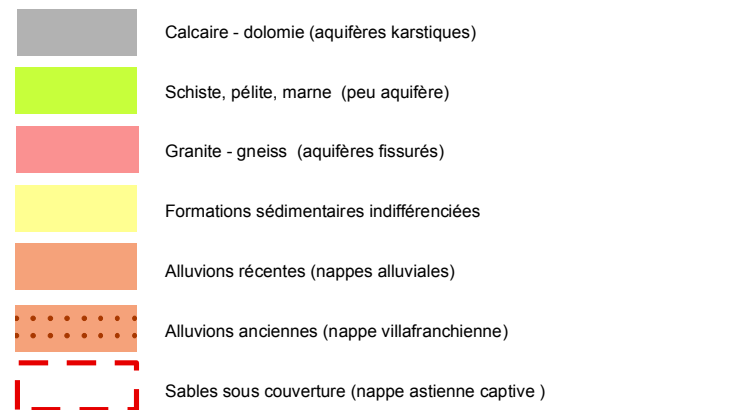 Calcaire - dolomie (aquifères karstiques)
Schiste, pélite, marne  (peu aquifère)
Granite - gneiss  (aquifères fissurés)
Formations sédimentaires indifférenciées
Alluvions récentes (nappes alluviales)
Alluvions anciennes (nappe villafranchienne)
Sables sous couverture (nappe astienne captive )